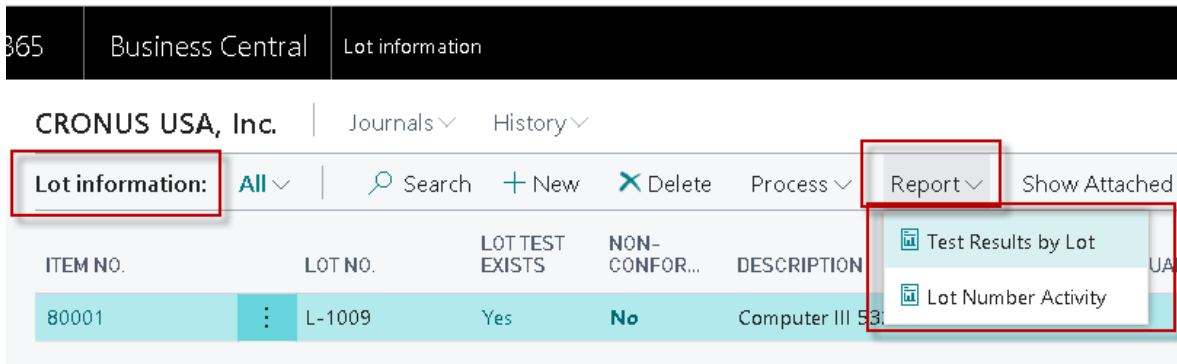 365 Business Central Lot information
CRONUS USA, Inc. Journals History
Lot information: All Search + New Delete Process Report Show Attached
Test Results by Lot
Lot Number Activity
ITEM NO. LOT NO. LOT TEST EXISTS NON-CONFOR... DESCRIPTION UA
80001 L-1009 Yes No Computer III 53